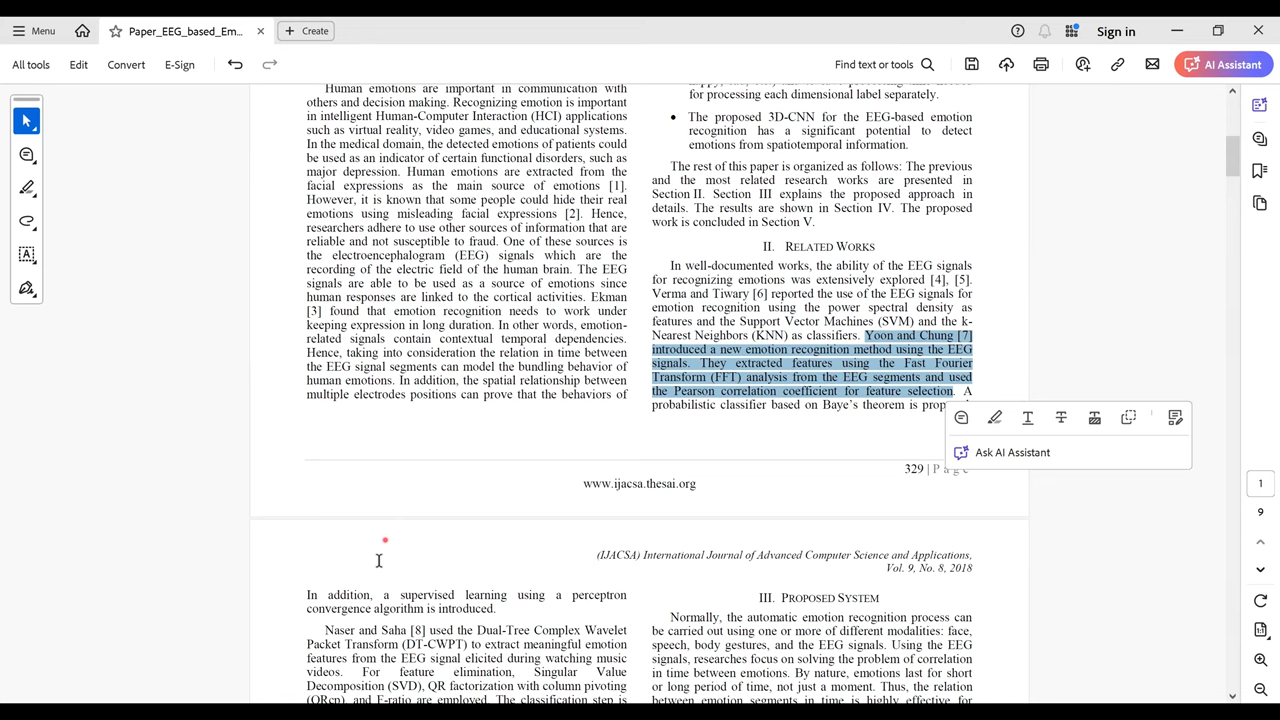 Menu
Paper_EEG_based_Em...
Create
Sign in
All tools
Edit
Convert
E-Sign
Find text or tools
AI Assistant
Human emotions are important in communication with
others and decision making. Recognizing emotion is important
in intelligent Human-Computer Interaction (HCI) applications
such as virtual reality, video games, and educational systems.
In the medical domain, the detected emotions of patients could
be used as an indicator of certain functional disorders, such as
major depression. Human emotions are extracted from the
facial expressions as the main source of emotions [1].
However, it is known that some people could hide their real
emotions using misleading facial expressions [2]. Hence,
researchers adhere to use other sources of information that are
reliable and not susceptible to fraud. One of these sources is
the electroencephalogram (EEG) signals which are the
recording of the electric field of the human brain. The EEG
signals are able to be used as a source of emotions since
human responses are linked to the cortical activities. Ekman
[3] found that emotion recognition needs to work under
keeping expression in long duration. In other words, emotion-
related signals contain contextual temporal dependencies.
Hence, taking into consideration the relation in time between
the EEG signal segments can model the bundling behavior of
human emotions. In addition, the spatial relationship between
multiple electrodes positions can prove that the behaviors of
for processing each dimensional label separately.
• The proposed 3D-CNN for the EEG-based emotion
recognition has a significant potential to detect
emotions from spatiotemporal information.
The rest of this paper is organized as follows: The previous
and the most related research works are presented in
Section II. Section III explains the proposed approach in
details. The results are shown in Section IV. The proposed
work is concluded in Section V.
II. RELATED WORKS
In well-documented works, the ability of the EEG signals
for recognizing emotions was extensively explored [4], [5].
Verma and Tiwary [6] reported the use of the EEG signals for
emotion recognition using the power spectral density as
features and the Support Vector Machines (SVM) and the k-
Nearest Neighbors (KNN) as classifiers. Yoon and Chung [7]
introduced a new emotion recognition method using the EEG
signals. They extracted features using the Fast Fourier
Transform (FFT) analysis from the EEG segments and used
the Pearson correlation coefficient for feature selection. A
probabilistic classifier based on Baye's theorem is
Ask AI Assistant
329 | P a g e
www.ijacsa.thesai.org
1
9
(IJACSA) International Journal of Advanced Computer Science and Applications,
Vol. 9, No. 8, 2018
In addition, a supervised learning using a perceptron
convergence algorithm is introduced.
Naser and Saha [8] used the Dual-Tree Complex Wavelet
Packet Transform (DT-CWPT) to extract meaningful emotion
features from the EEG signal elicited during watching music
videos. For feature elimination, Singular Value
Decomposition (SVD), QR factorization with column pivoting
(QRcp), and F-ratio are employed. The classification step is
III. PROPOSED SYSTEM
Normally, the automatic emotion recognition process can
be carried out using one or more of different modalities: face,
speech, body gestures, and the EEG signals. Using the EEG
signals, researches focus on solving the problem of correlation
in time between emotions. By nature, emotions last for short
or long period of time, not just a moment. Thus, the relation
between emotion segments in time is highly effective for